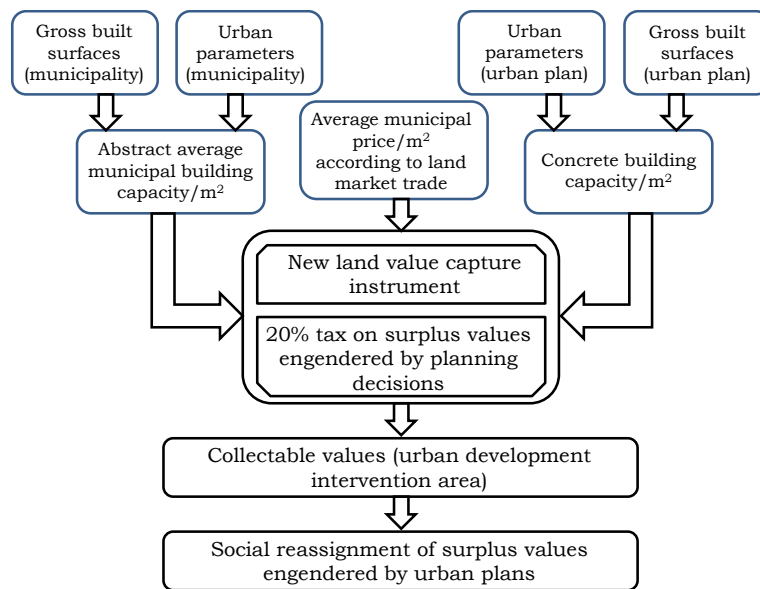 Gross built
surfaces
(municipality)
Urban
parameters
(municipality)
Urban
parameters
(urban plan)
Gross built
surfaces
(urban plan)
Abstract average
municipal building
capacity/m²
Average municipal
price/m²
according to land
market trade
Concrete building
capacity/m²
New land value capture
instrument
20% tax on surplus values
engendered by planning
decisions
Collectable values (urban development
intervention area)
Social reassignment of surplus values
engendered by urban plans